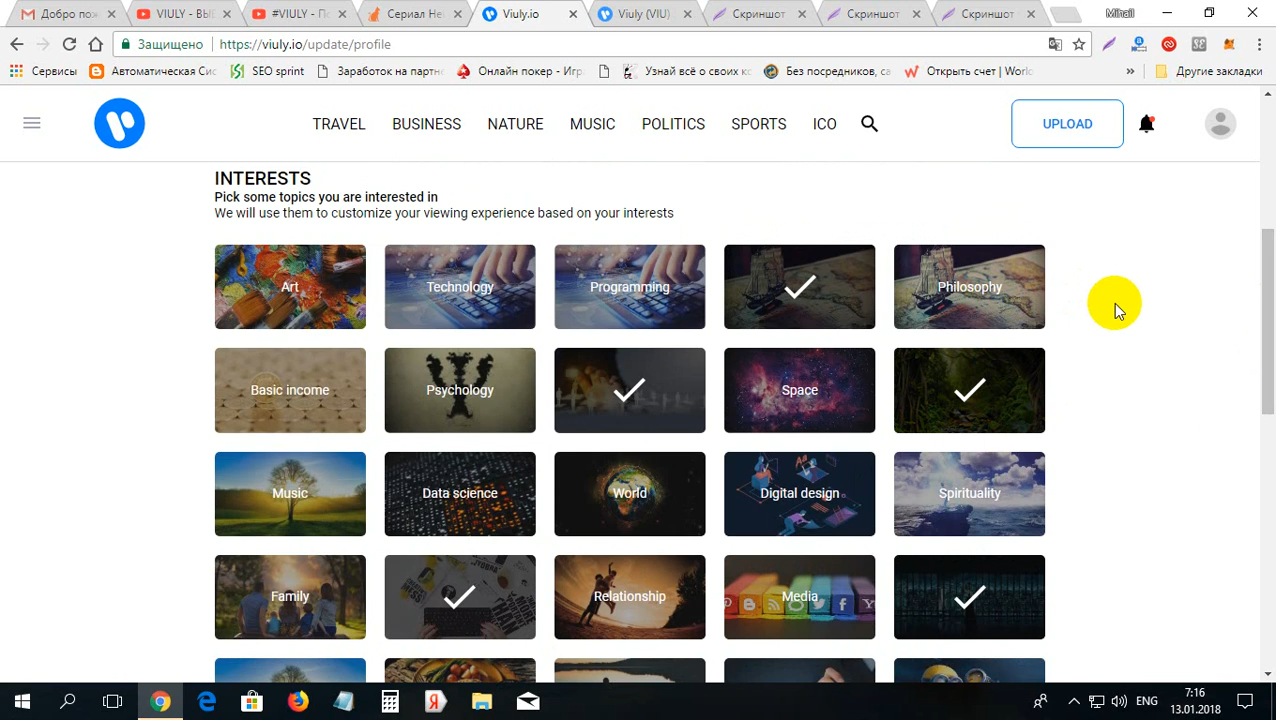 Добро пож
VIULY - ВЫЕ
#VIULY - По
Сериал Не
Viuly.io
Viuly (VIU)
Скриншот
Скриншот
Скриншот
Mihail
Защищено
https://viuly.io/update/profile
Сервисы
Автоматическая Сис
SEO sprint
Заработок на партн
Онлайн покер - Игра
Узнай всё о своих ко
Без посредников, са
Открыть счет | Worl
»
Другие закладки
TRAVEL
BUSINESS
NATURE
MUSIC
POLITICS
SPORTS
ICO
UPLOAD
INTERESTS
Pick some topics you are interested in
We will use them to customize your viewing experience based on your interests
Art
Technology
Programming
Philosophy
Basic income
Psychology
Space
Music
Data science
World
Digital design
Spirituality
Family
Relationship
Media
ENG
7:16
13.01.2018